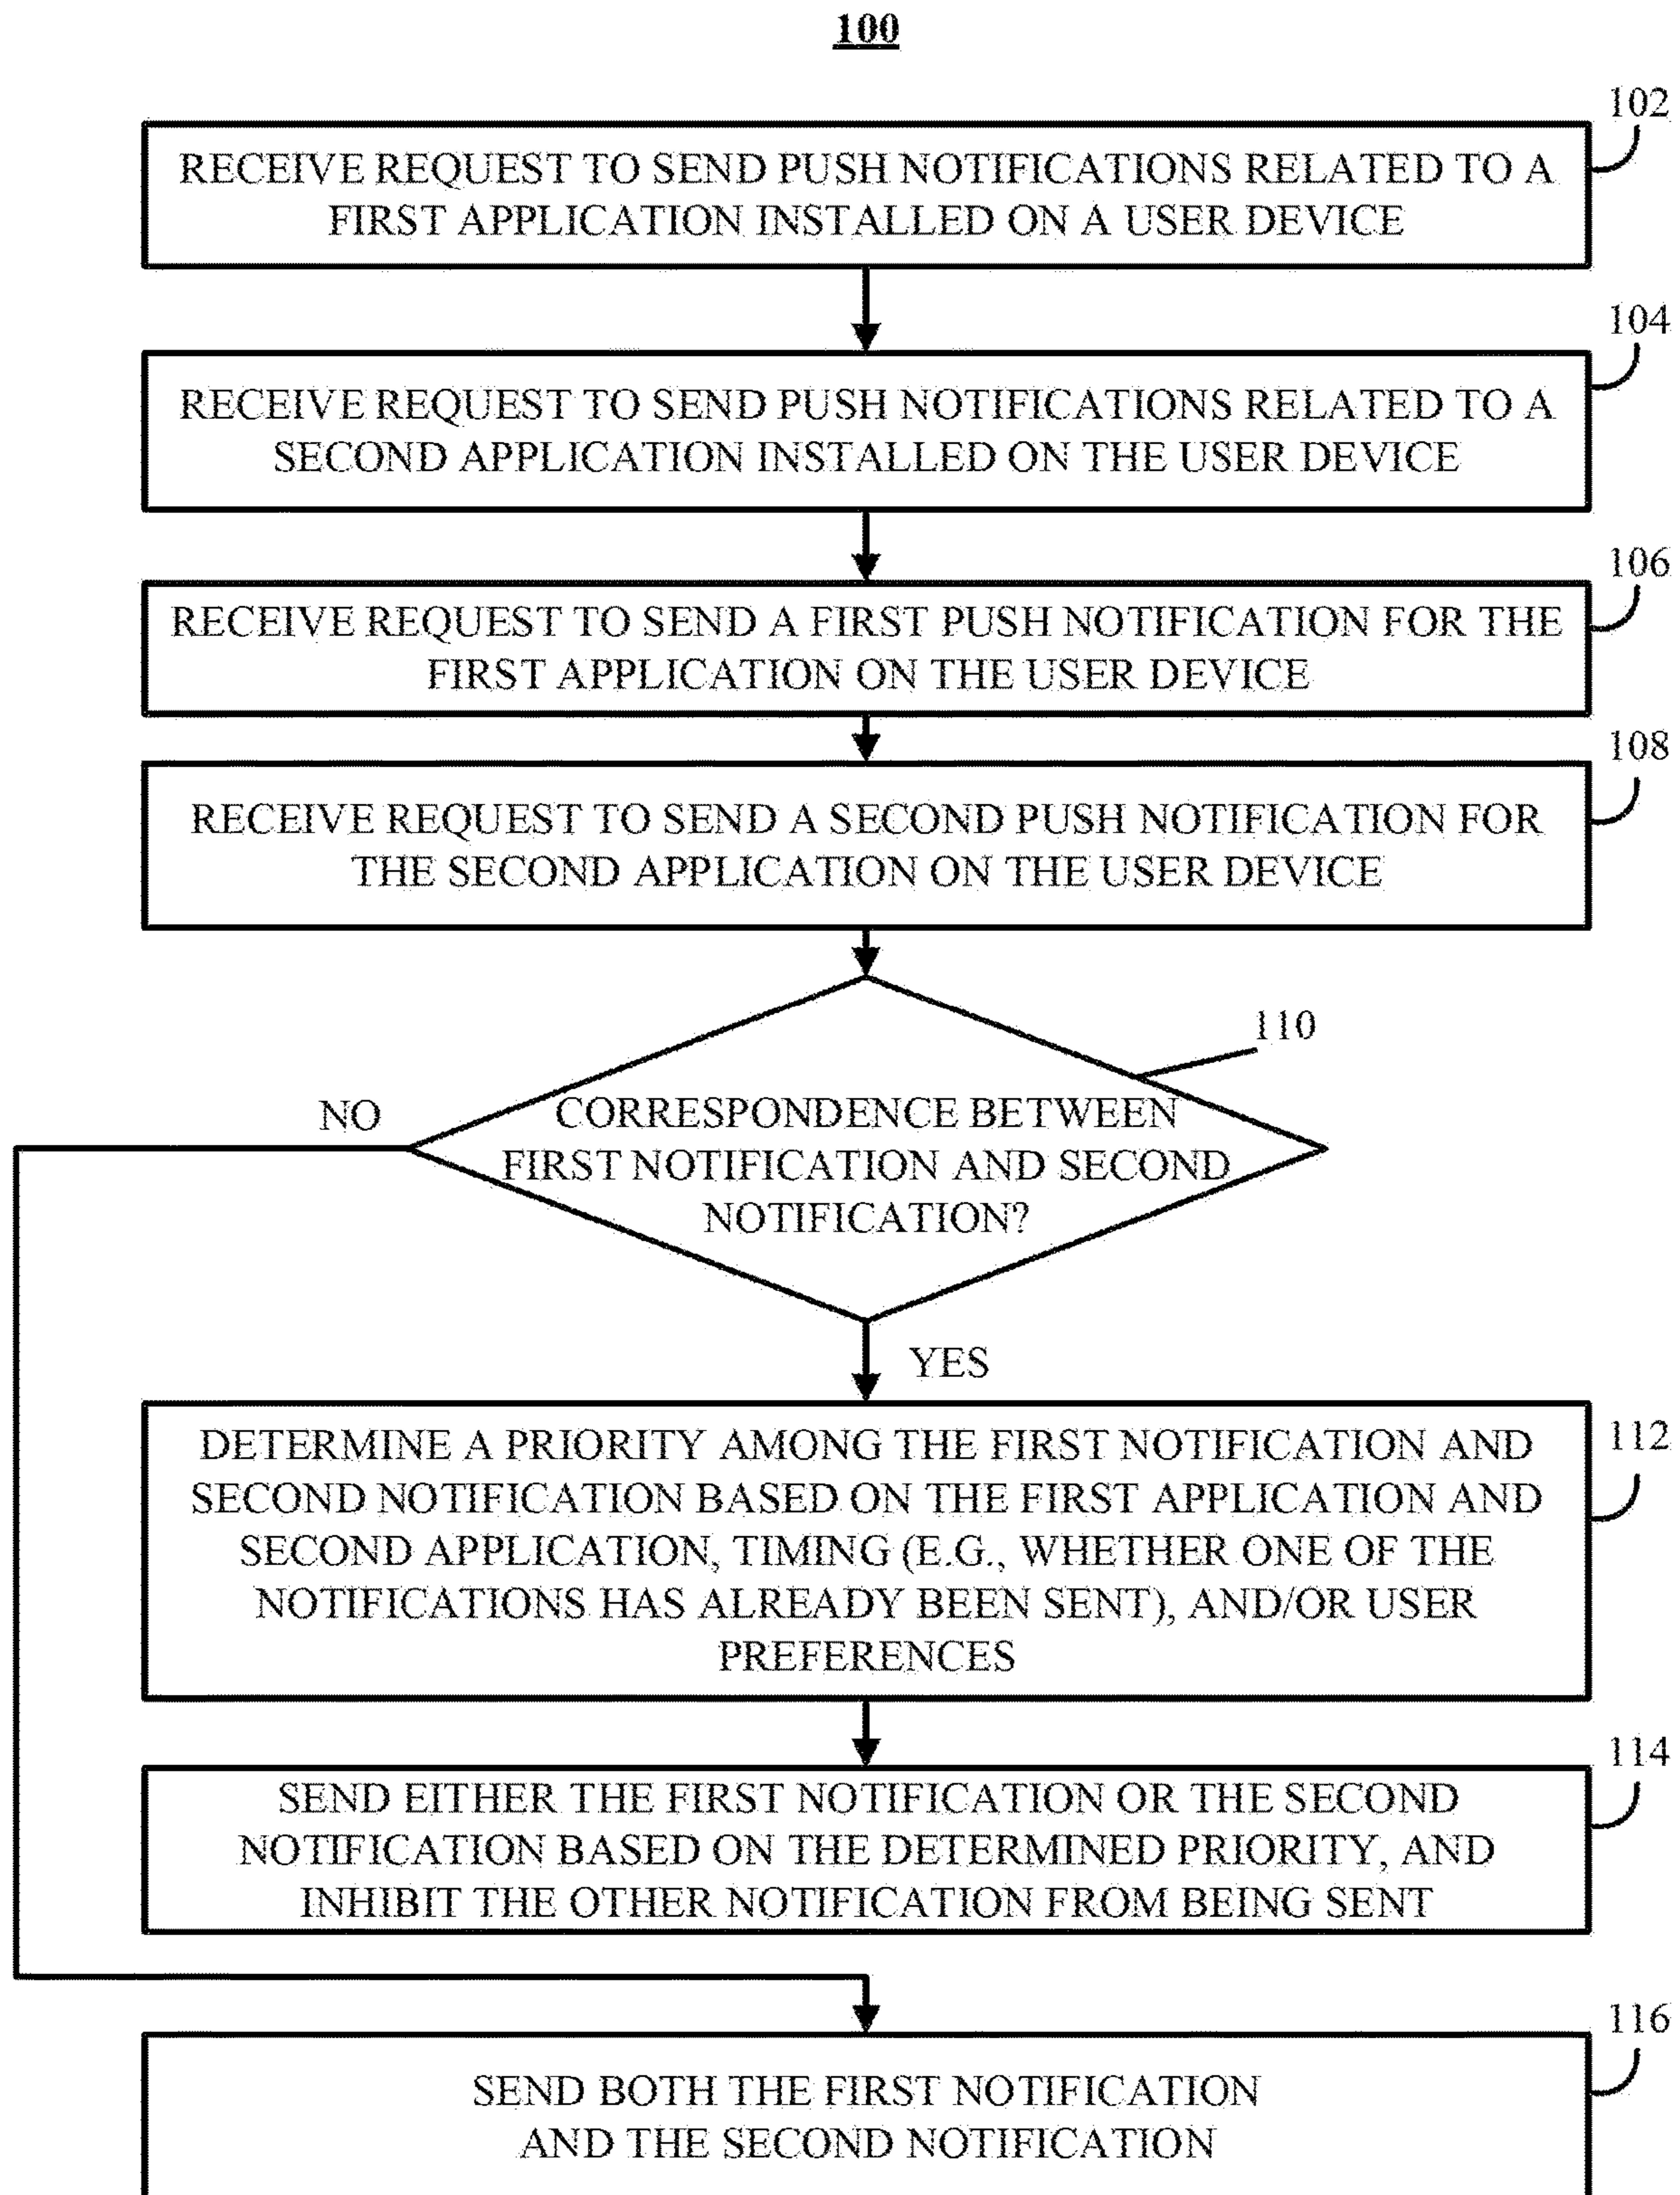 100
102
RECEIVE REQUEST TO SEND PUSH NOTIFICATIONS RELATED TO A
FIRST APPLICATION INSTALLED ON A USER DEVICE
104
RECEIVE REQUEST TO SEND PUSH NOTIFICATIONS RELATED TO A
SECOND APPLICATION INSTALLED ON THE USER DEVICE
106
RECEIVE REQUEST TO SEND A FIRST PUSH NOTIFICATION FOR THE
FIRST APPLICATION ON THE USER DEVICE
108
RECEIVE REQUEST TO SEND A SECOND PUSH NOTIFICATION FOR
THE SECOND APPLICATION ON THE USER DEVICE
110
NO
CORRESPONDENCE BETWEEN
FIRST NOTIFICATION AND SECOND
NOTIFICATION?
YES
112
DETERMINE A PRIORITY AMONG THE FIRST NOTIFICATION AND
SECOND NOTIFICATION BASED ON THE FIRST APPLICATION AND
SECOND APPLICATION, TIMING (E.G., WHETHER ONE OF THE
NOTIFICATIONS HAS ALREADY BEEN SENT), AND/OR USER
PREFERENCES
114
SEND EITHER THE FIRST NOTIFICATION OR THE SECOND
NOTIFICATION BASED ON THE DETERMINED PRIORITY, AND
INHIBIT THE OTHER NOTIFICATION FROM BEING SENT
116
SEND BOTH THE FIRST NOTIFICATION
AND THE SECOND NOTIFICATION